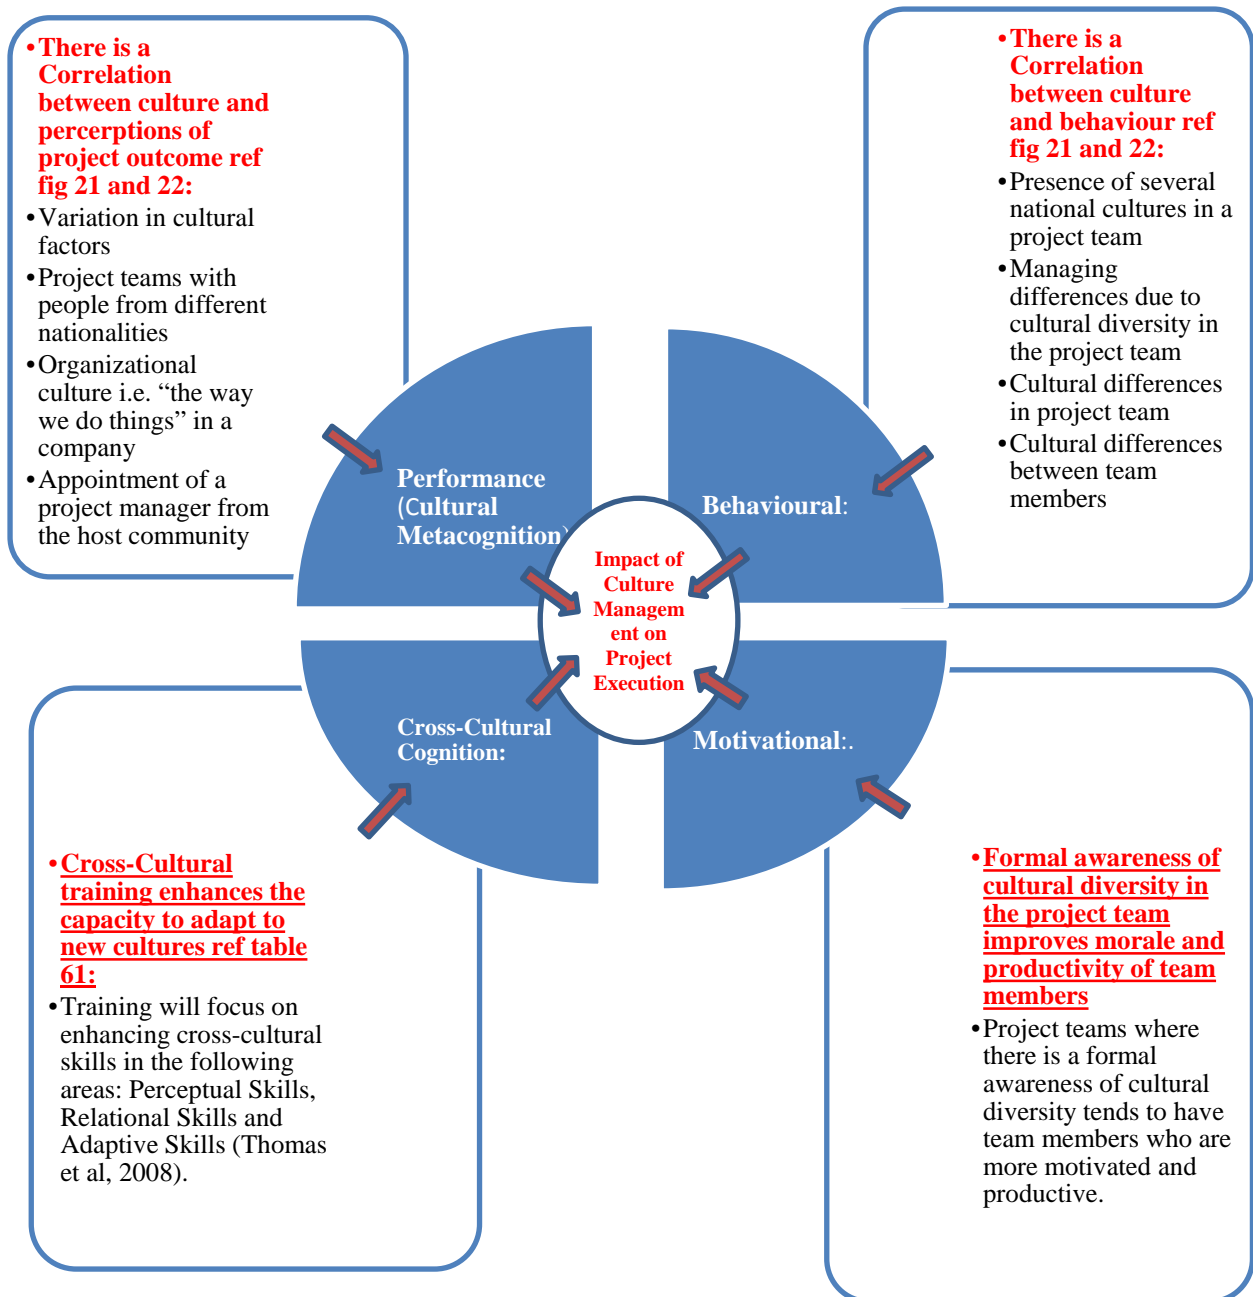 •There is a
Correlation
between culture and
percerptions of
project outcome ref
fig 21 and 22:
•Variation in cultural
factors
•Project teams with
people from different
nationalities
•Organizational
culture i.e. “the way
we do things” in a
company
•Appointment of a
project manager from
the host community
•There is a
Correlation
between culture
and behaviour ref
fig 21 and 22:
•Presence of several
national cultures in a
project team
•Managing
differences due to
cultural diversity in
the project team
•Cultural differences
in project team
•Cultural differences
between team
members
Performance
(Cultural
Metacognition)
Behavioural:
Impact of
Culture
Managem
ent on
Project
Execution
Cross-Cultural
Cognition:
Motivational:.
•Cross-Cultural
training enhances the
capacity to adapt to
new cultures ref table
61:
•Training will focus on
enhancing cross-cultural
skills in the following
areas: Perceptual Skills,
Relational Skills and
Adaptive Skills (Thomas
et al, 2008).
•Formal awareness of
cultural diversity in
the project team
improves morale and
productivity of team
members
•Project teams where
there is a formal
awareness of cultural
diversity tends to have
team members who are
more motivated and
productive.